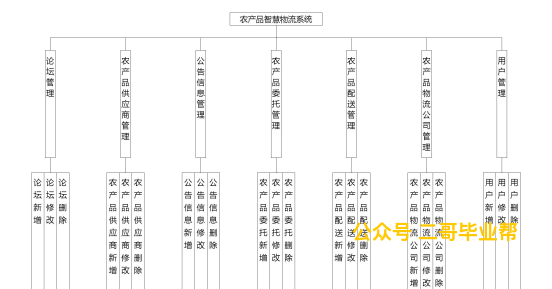 农产品智慧物流系统
论坛管理
农产品供应商管理
公告信息管理
农产品委托管理
农产品配送管理
农产品物流公司管理
用户管理
论坛新增
论坛修改
论坛删除
农产品供应商新增
农产品供应商修改
农产品供应商删除
公告信息新增
公告信息修改
公告信息删除
农产品委托新增
农产品委托修改
农产品委托删除
农产品配送新增
农产品配送修改
农产品配送删除
农产品物流公司新增
农产品物流公司修改
农产品物流公司删除
用户新增
用户修改
用户删除
公众号 二哥毕业帮